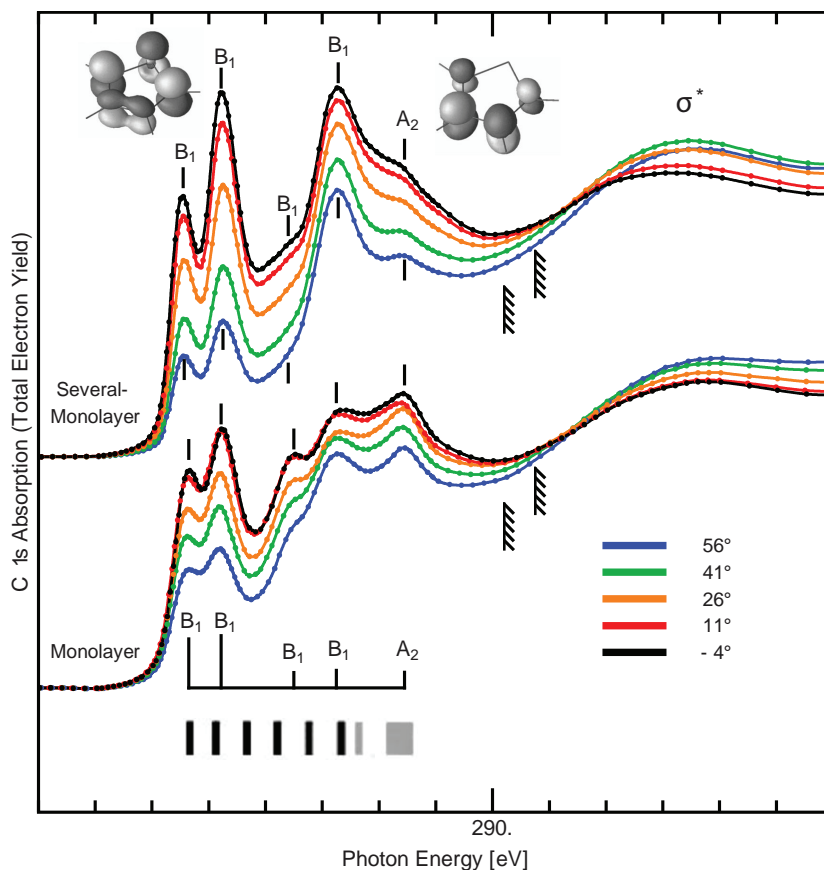 B1
B1
B1
B1
A2
σ*
C 1s Absorption (Total Electron Yield)
Several-
Monolayer
Monolayer
B1
B1
B1
B1
A2
56°
41°
26°
11°
- 4°
290.
Photon Energy [eV]